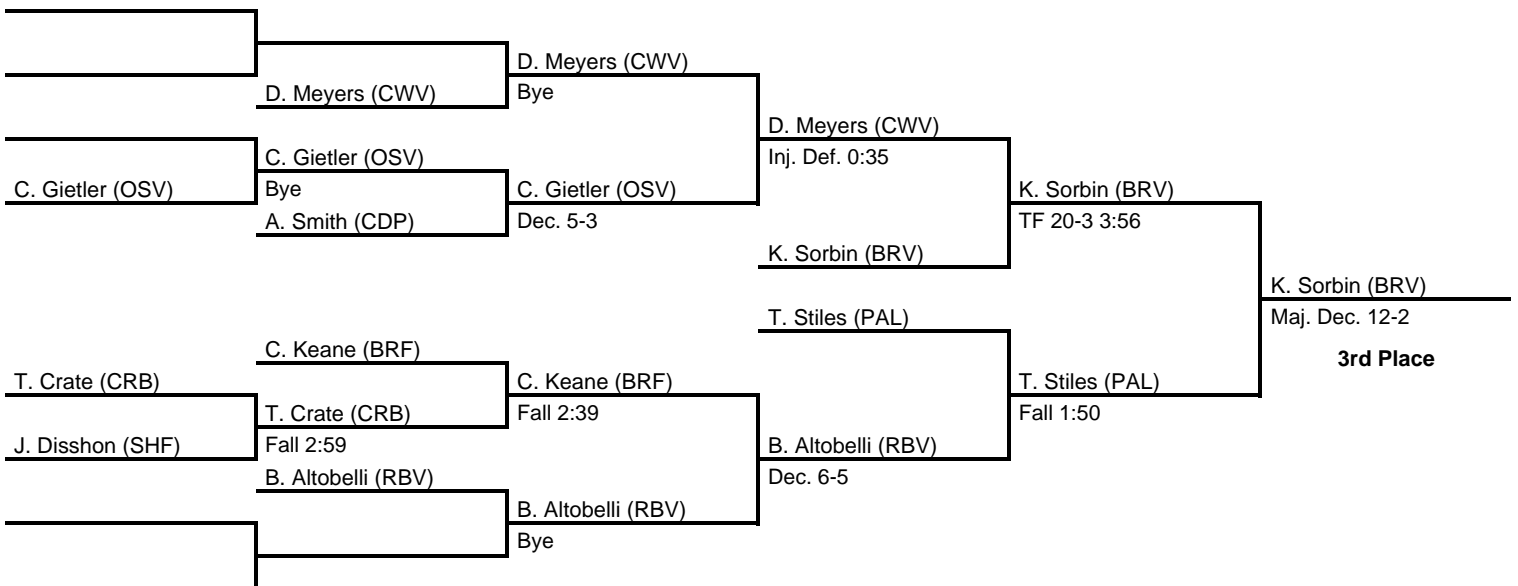 D. Meyers (CWV)
D. Meyers (CWV)
Bye
D. Meyers (CWV)
C. Gietler (OSV)
Inj. Def. 0:35
C. Gietler (OSV)
Bye
C. Gietler (OSV)
K. Sorbin (BRV)
A. Smith (CDP)
Dec. 5-3
TF 20-3 3:56
K. Sorbin (BRV)
K. Sorbin (BRV)
T. Stiles (PAL)
Maj. Dec. 12-2
C. Keane (BRF)
3rd Place
T. Crate (CRB)
C. Keane (BRF)
T. Stiles (PAL)
T. Crate (CRB)
Fall 2:39
Fall 1:50
J. Disshon (SHF)
Fall 2:59
B. Altobelli (RBV)
B. Altobelli (RBV)
Dec. 6-5
B. Altobelli (RBV)
Bye